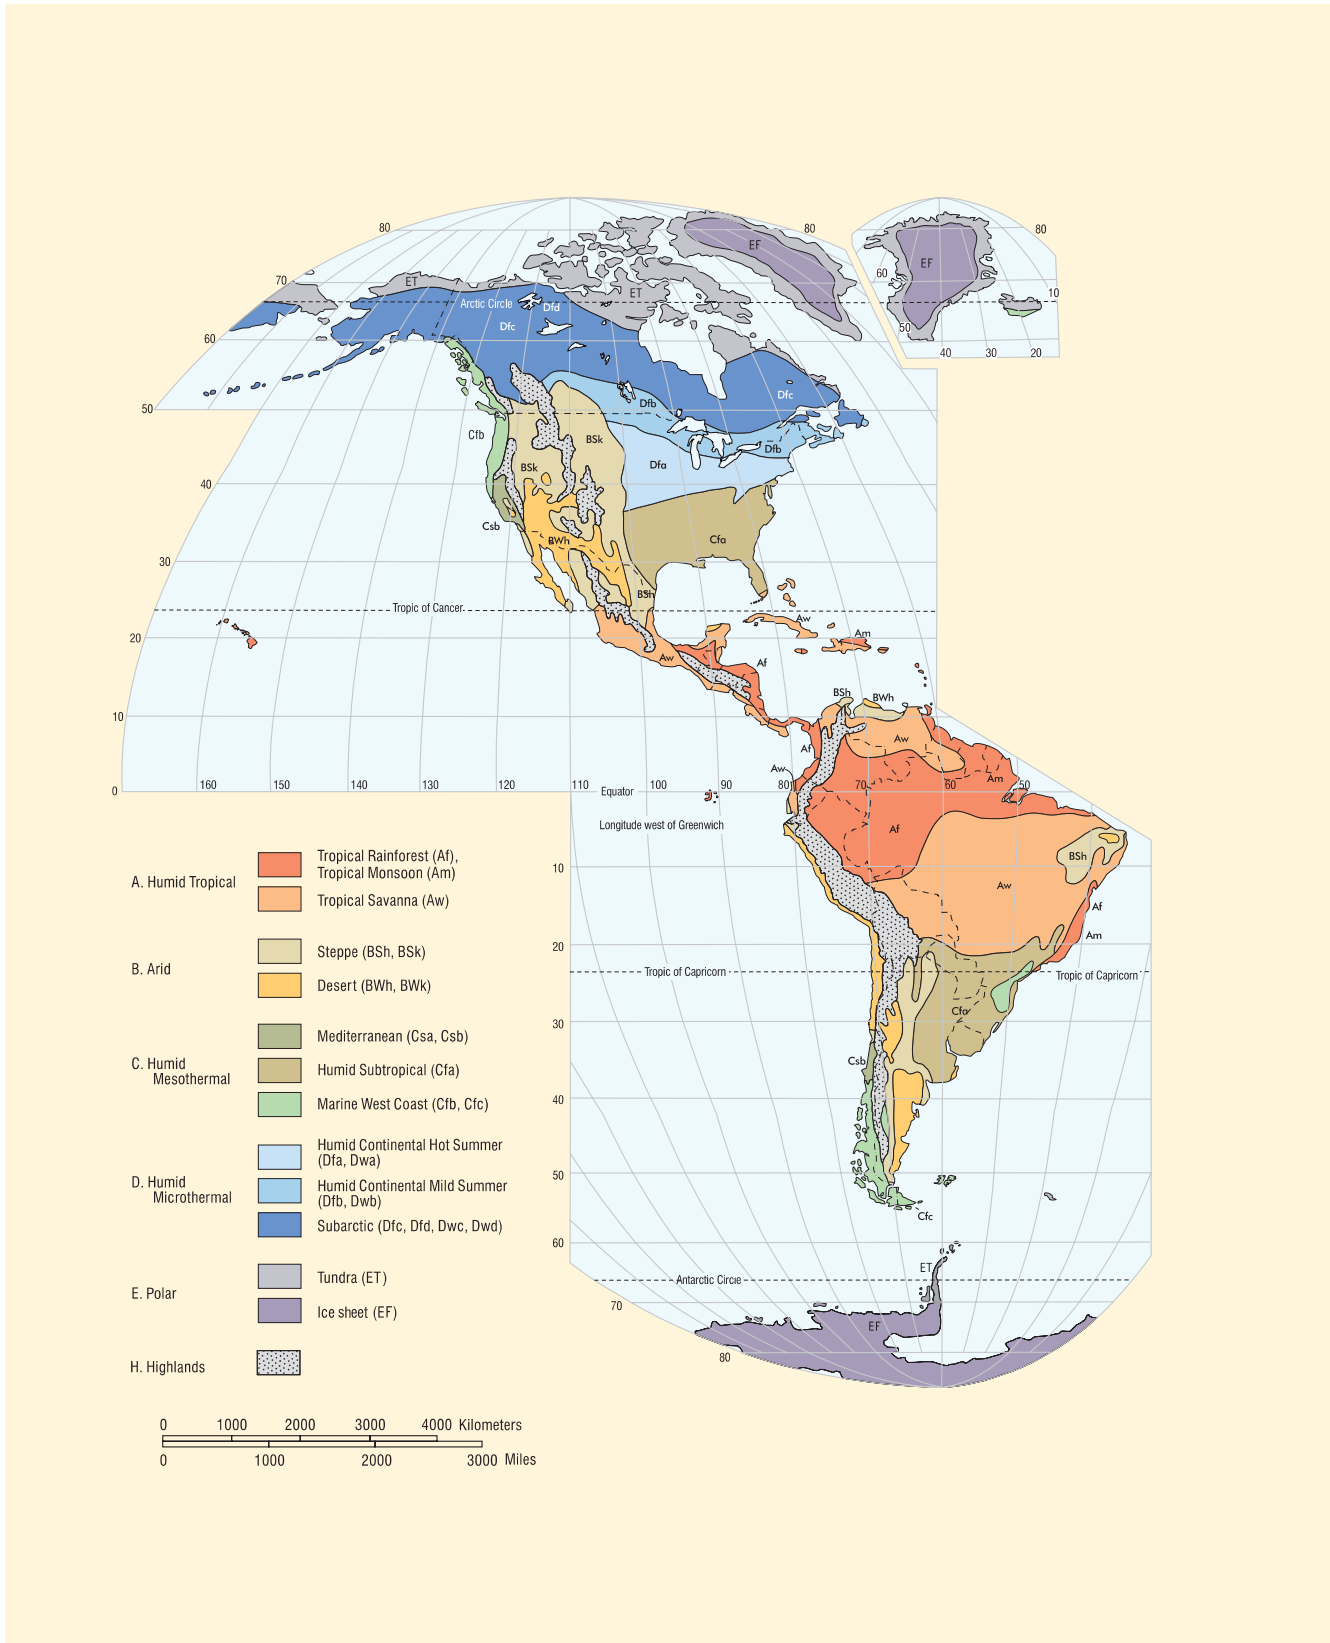 80
80
80
EF
70
ET
EF
ET
60
10
Arctic Circle
Dfd
Dfc
50
60
40
30
20
50
Dfc
Dfb
Cfb
BSk
Dfb
BSk
Dfa
40
Csb
BWh
Cfa
30
BSh
Tropic of Cancer
Aw
20
Am
Aw
Af
BSh
BWh
10
Aw
Af
Aw
Am
160
150
140
130
120
110
100
90
80
70
60
50
0
Equator
Longitude west of Greenwich
Af
BSh
10
Aw
Af
Am
20
Tropic of Capricorn
Tropic of Capricorn
Cfa
30
Csb
40
50
Cfc
60
ET
Antarctic Circle
70
EF
80
A. Humid Tropical
Tropical Rainforest (Af),
Tropical Monsoon (Am)
Tropical Savanna (Aw)
B. Arid
Steppe (BSh, BSk)
Desert (BWh, BWk)
C. Humid
Mesothermal
Mediterranean (Csa, Csb)
Humid Subtropical (Cfa)
Marine West Coast (Cfb, Cfc)
D. Humid
Microthermal
Humid Continental Hot Summer
(Dfa, Dwa)
Humid Continental Mild Summer
(Dfb, Dwb)
Subarctic (Dfc, Dfd, Dwc, Dwd)
E. Polar
Tundra (ET)
Ice sheet (EF)
H. Highlands
0 1000 2000 3000 4000 Kilometers
0 1000 2000 3000 Miles